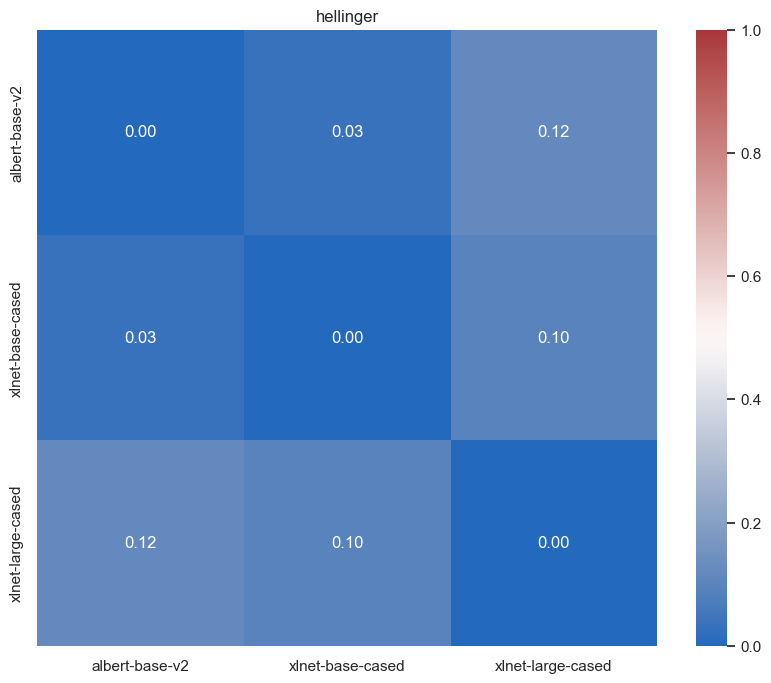 hellinger
albert-base-v2
xlnet-base-cased
xlnet-large-cased
0.00 0.03 0.12
0.03 0.00 0.10
0.12 0.10 0.00
albert-base-v2 xlnet-base-cased xlnet-large-cased
1.0
0.8
0.6
0.4
0.2
0.0